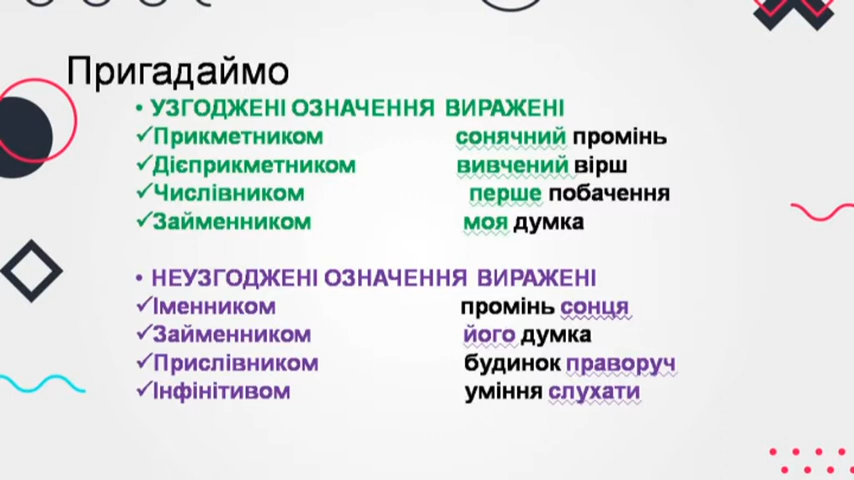 Пригадаймо
• УЗГОДЖЕНІ ОЗНАЧЕННЯ ВИРАЖЕНІ
✓Прикметником сонячний промінь
✓Дієприкметником вивчений вірш
✓Числівником перше побачення
✓Займенником моя думка
• НЕУЗГОДЖЕНІ ОЗНАЧЕННЯ ВИРАЖЕНІ
✓Іменником промінь сонця
✓Займенником його думка
✓Прислівником будинок праворуч
✓Інфінітивом уміння слухати